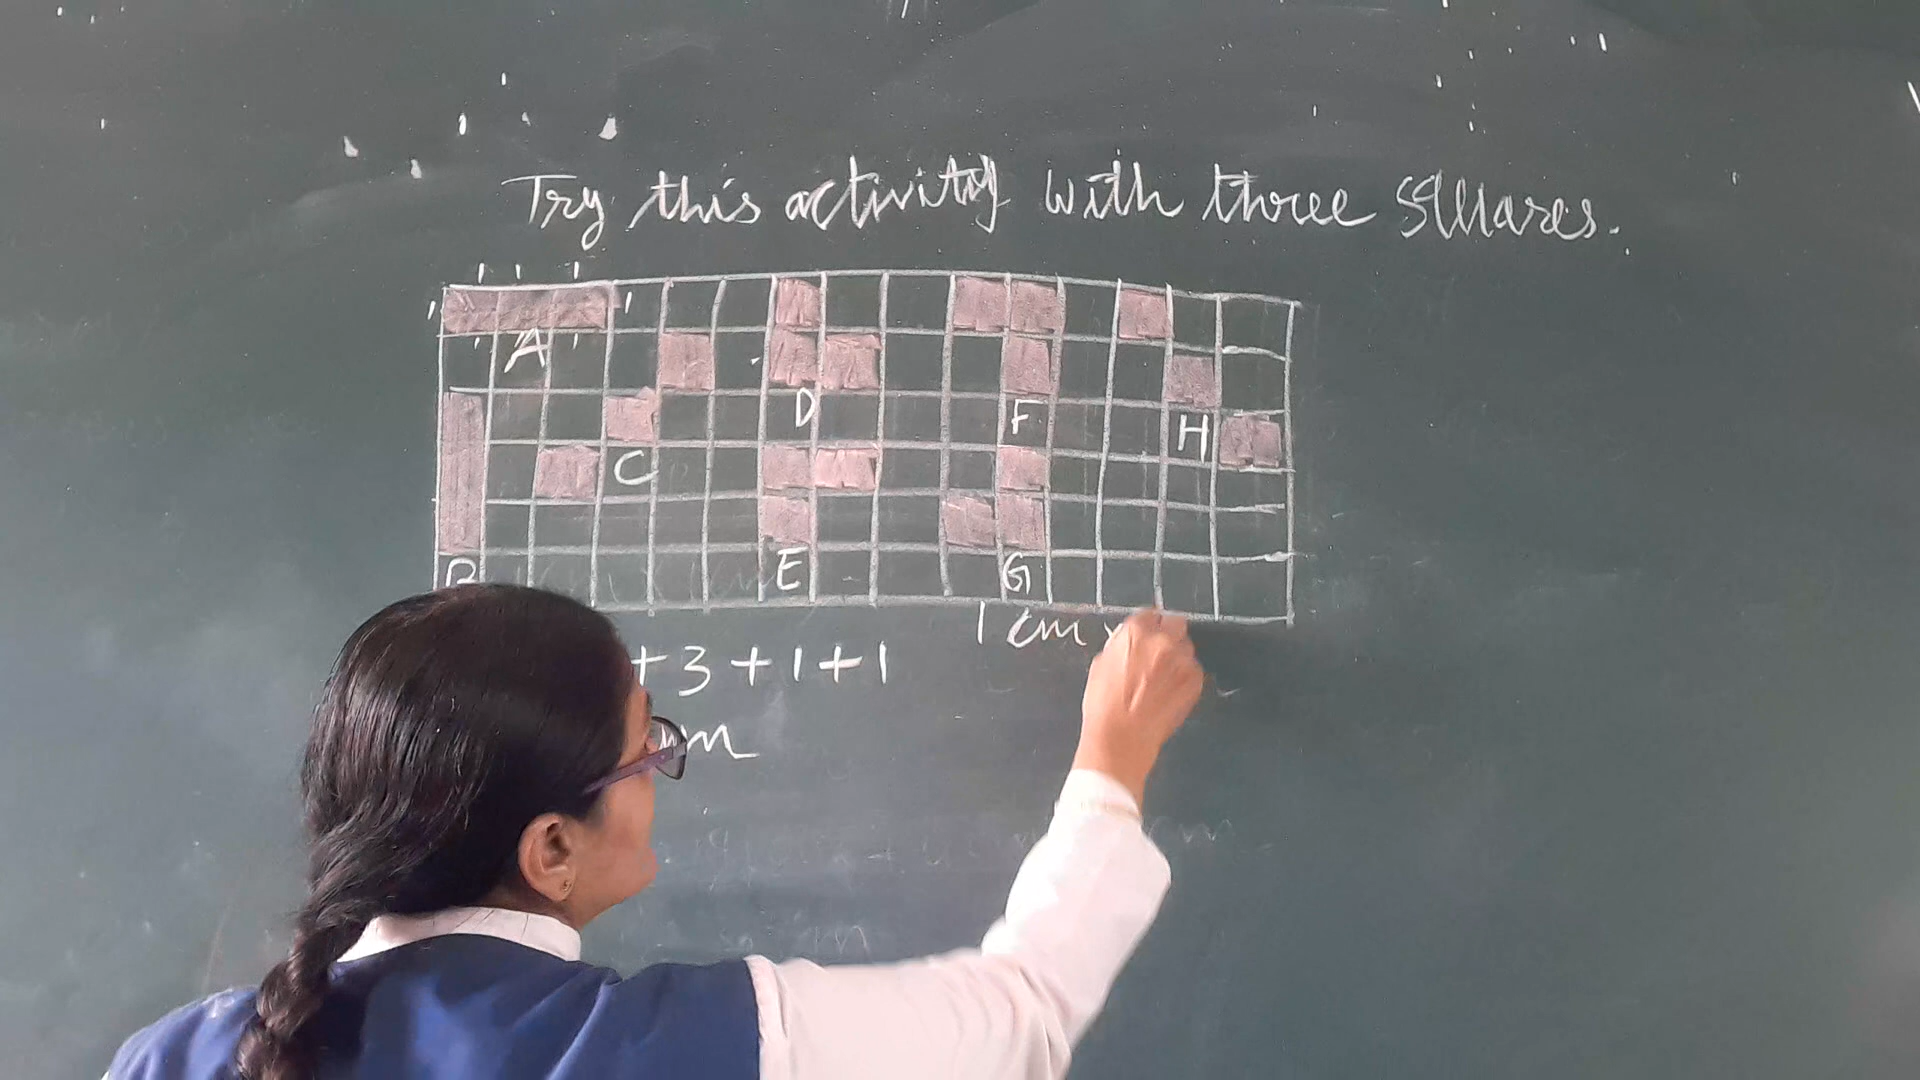 Try this activity with three squares.
A
D
F
H
C
B
E
G
1 cm
+3+1+1